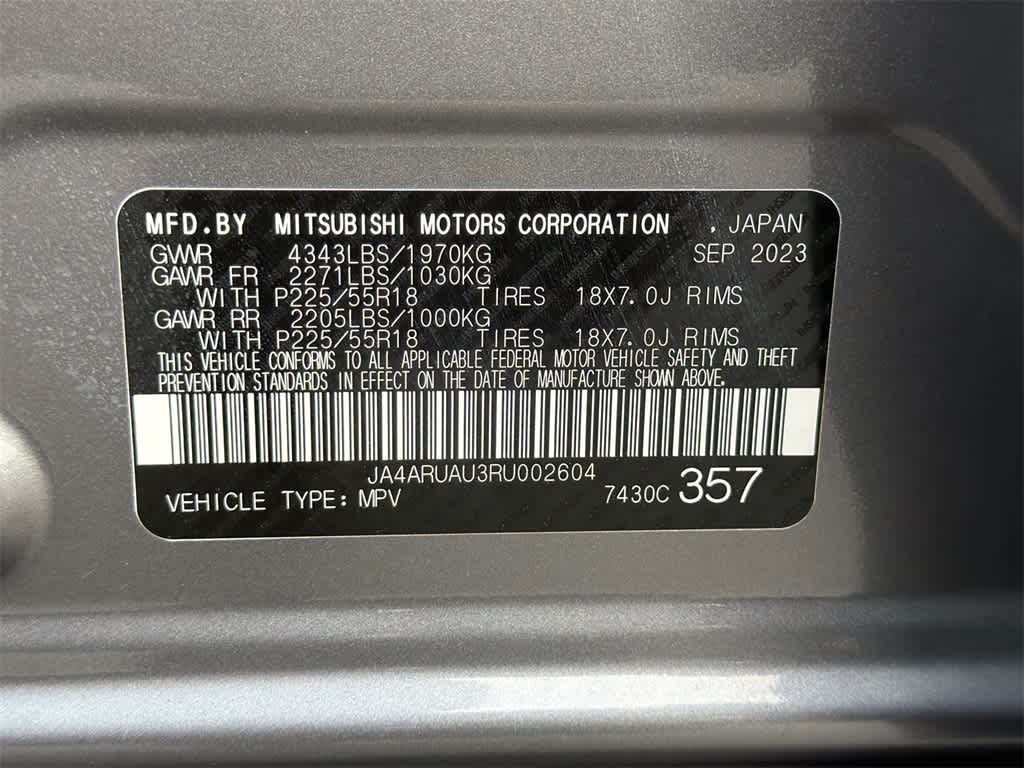 MFD.BY MITSUBISHI MOTORS CORPORATION . JAPAN
GVWR 4343LBS/1970KG SEP 2023
GAWR FR 2271LBS/1030KG
WITH P225/55R18 TIRES 18X7.0J RIMS
GAWR RR 2205LBS/1000KG
WITH P225/55R18 TIRES 18X7.0J RIMS
THIS VEHICLE CONFORMS TO ALL APPLICABLE FEDERAL MOTOR VEHICLE SAFETY AND THEFT
PREVENTION STANDARDS IN EFFECT ON THE DATE OF MANUFACTURE SHOWN ABOVE.
JA4ARUAU3RU002604
VEHICLE TYPE: MPV 7430C 357